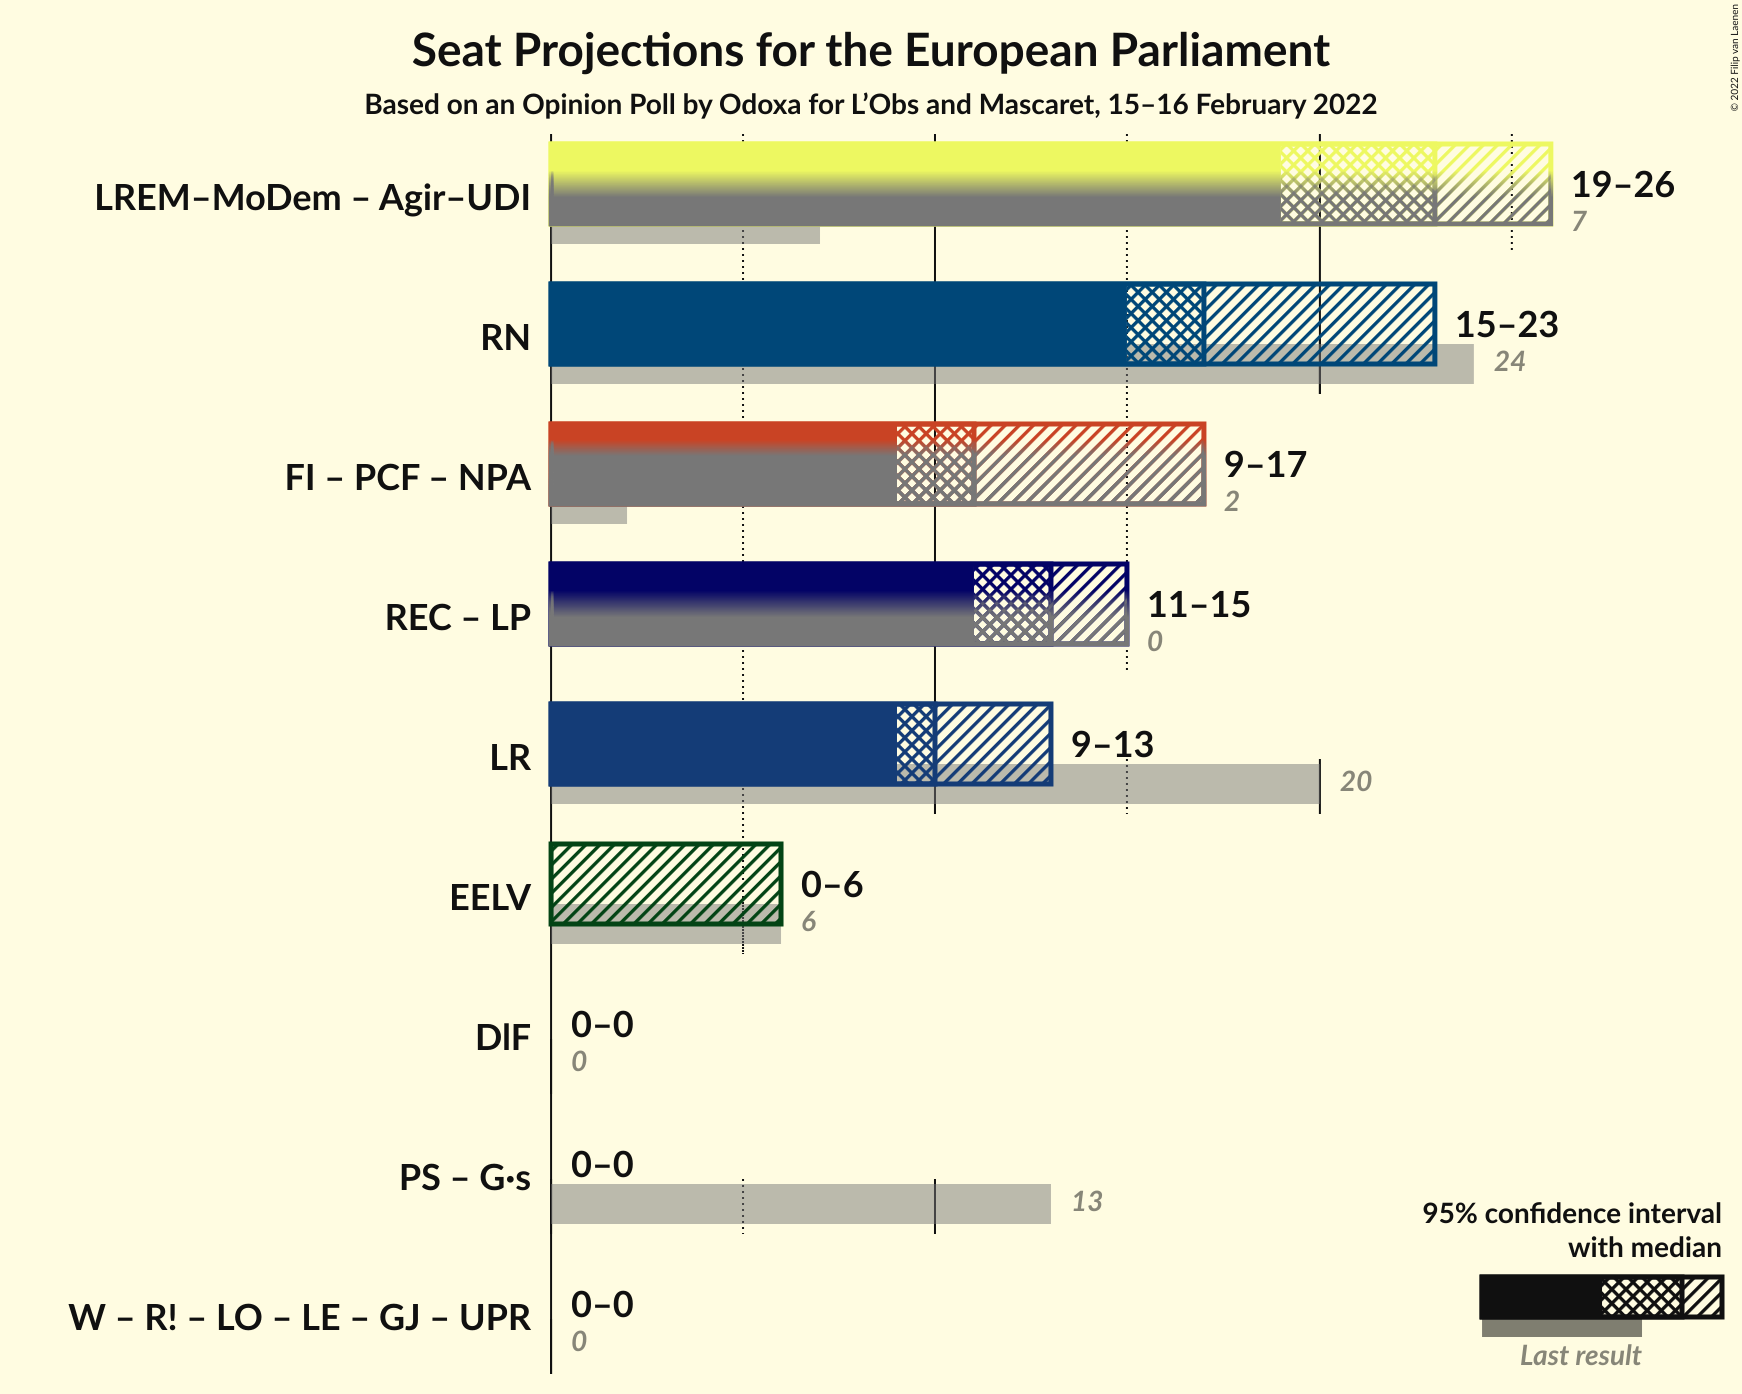 Seat Projections for the European Parliament
Based on an Opinion Poll by Odoxa for L’Obs and Mascaret, 15–16 February 2022
© 2022 Filip van Laenen
LREM–MoDem – Agir–UDI
19–26
7
RN
15–23
24
FI – PCF – NPA
9–17
2
REC – LP
11–15
0
LR
9–13
20
EELV
0–6
6
DlF
0–0
0
PS – G·s
0–0
13
W – R! – LO – LE – GJ – UPR
0–0
0
95% confidence interval
with median
Last result